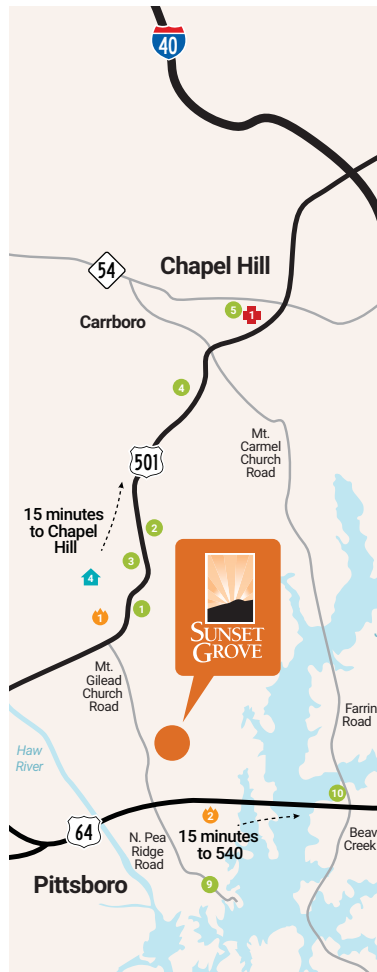 40
54
Chapel Hill
5
1
Carrboro
4
Mt.
Carmel
Church
Road
501
15 minutes
to Chapel
Hill
2
3
4
1
1
SUNSET
GROVE
Mt.
Gilead
Church
Road
Farrin
Road
Haw
River
10
2
64
N. Pea
Ridge
Road
15 minutes
to 540
Beav
Creek
Pittsboro
9